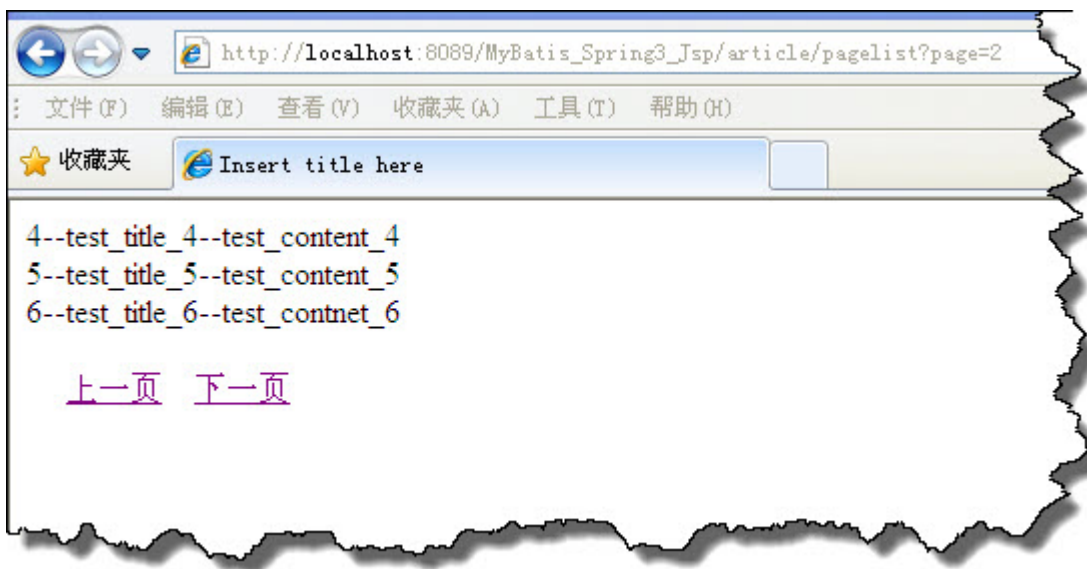 http://localhost:8089/MyBatis_Spring3_Jsp/article/pagelist?page=2
文件(F) 编辑(E) 查看(V) 收藏夹(A) 工具(T) 帮助(H)
收藏夹 Insert title here
4--test_title_4--test_content_4
5--test_title_5--test_content_5
6--test_title_6--test_contnet_6
上一页 下一页